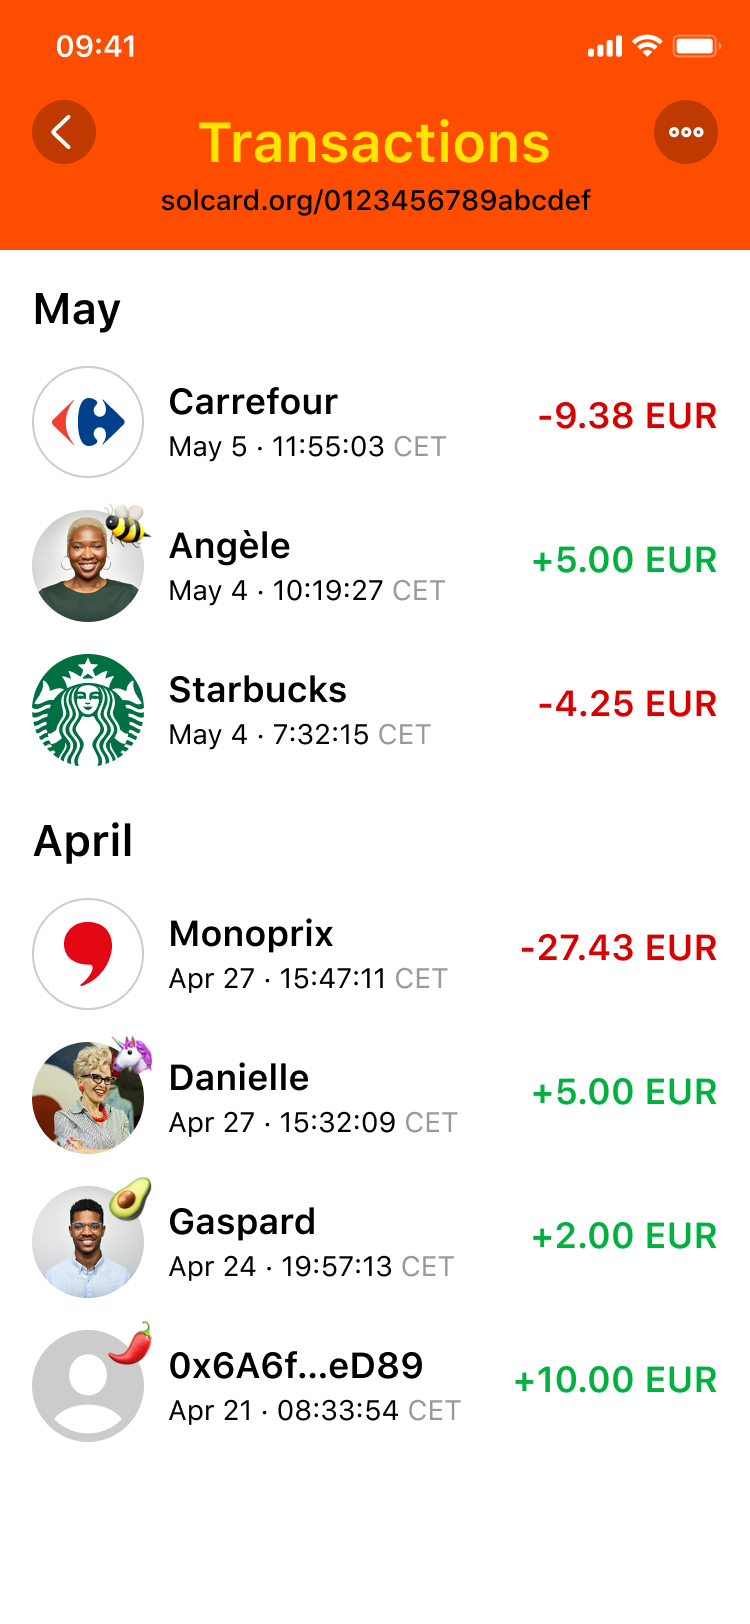 09:41
Transactions
solcard.org/0123456789abcdef
May
Carrefour
-9.38 EUR
May 5 · 11:55:03 CET
Angèle
+5.00 EUR
May 4 · 10:19:27 CET
Starbucks
-4.25 EUR
May 4 · 7:32:15 CET
April
Monoprix
-27.43 EUR
Apr 27 · 15:47:11 CET
Danielle
+5.00 EUR
Apr 27 · 15:32:09 CET
Gaspard
+2.00 EUR
Apr 24 · 19:57:13 CET
0x6A6f...eD89
+10.00 EUR
Apr 21 · 08:33:54 CET